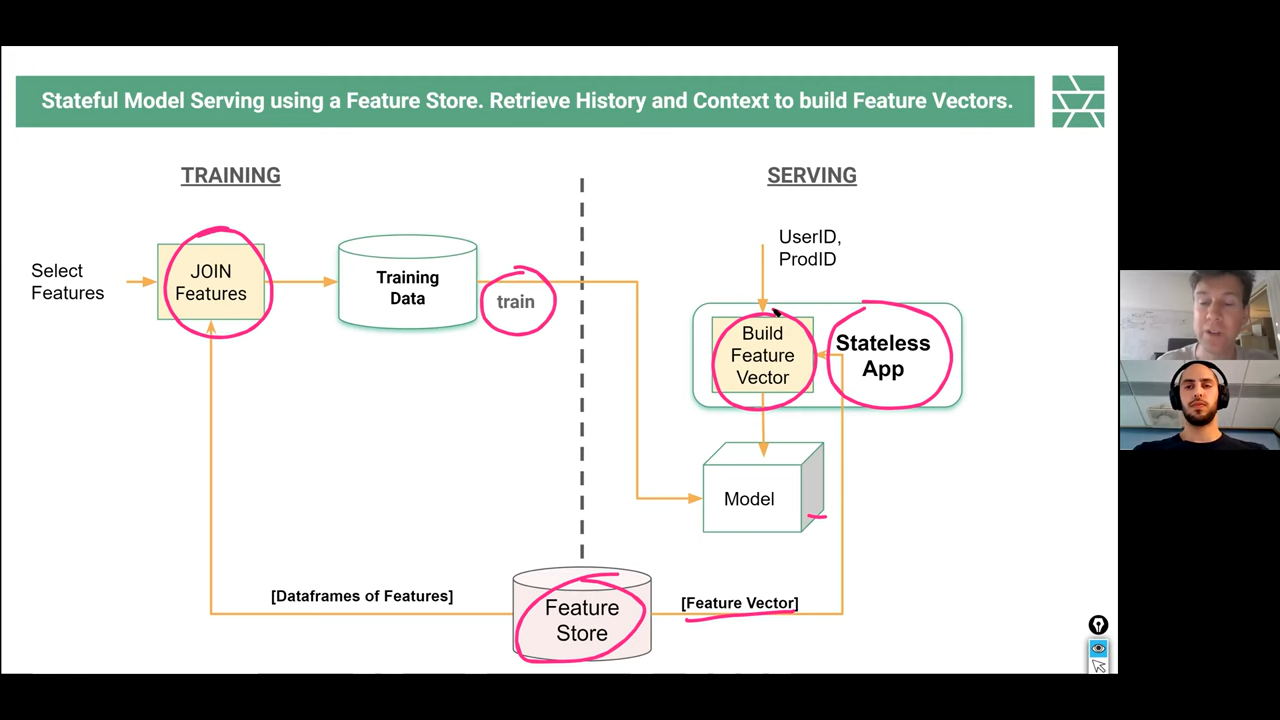 Stateful Model Serving using a Feature Store. Retrieve History and Context to build Feature Vectors.
TRAINING
SERVING
Select
Features
JOIN
Features
Training
Data
train
UserID,
ProdID
Build
Feature
Vector
Stateless
App
Model
[Dataframes of Features]
Feature
Store
[Feature Vector]